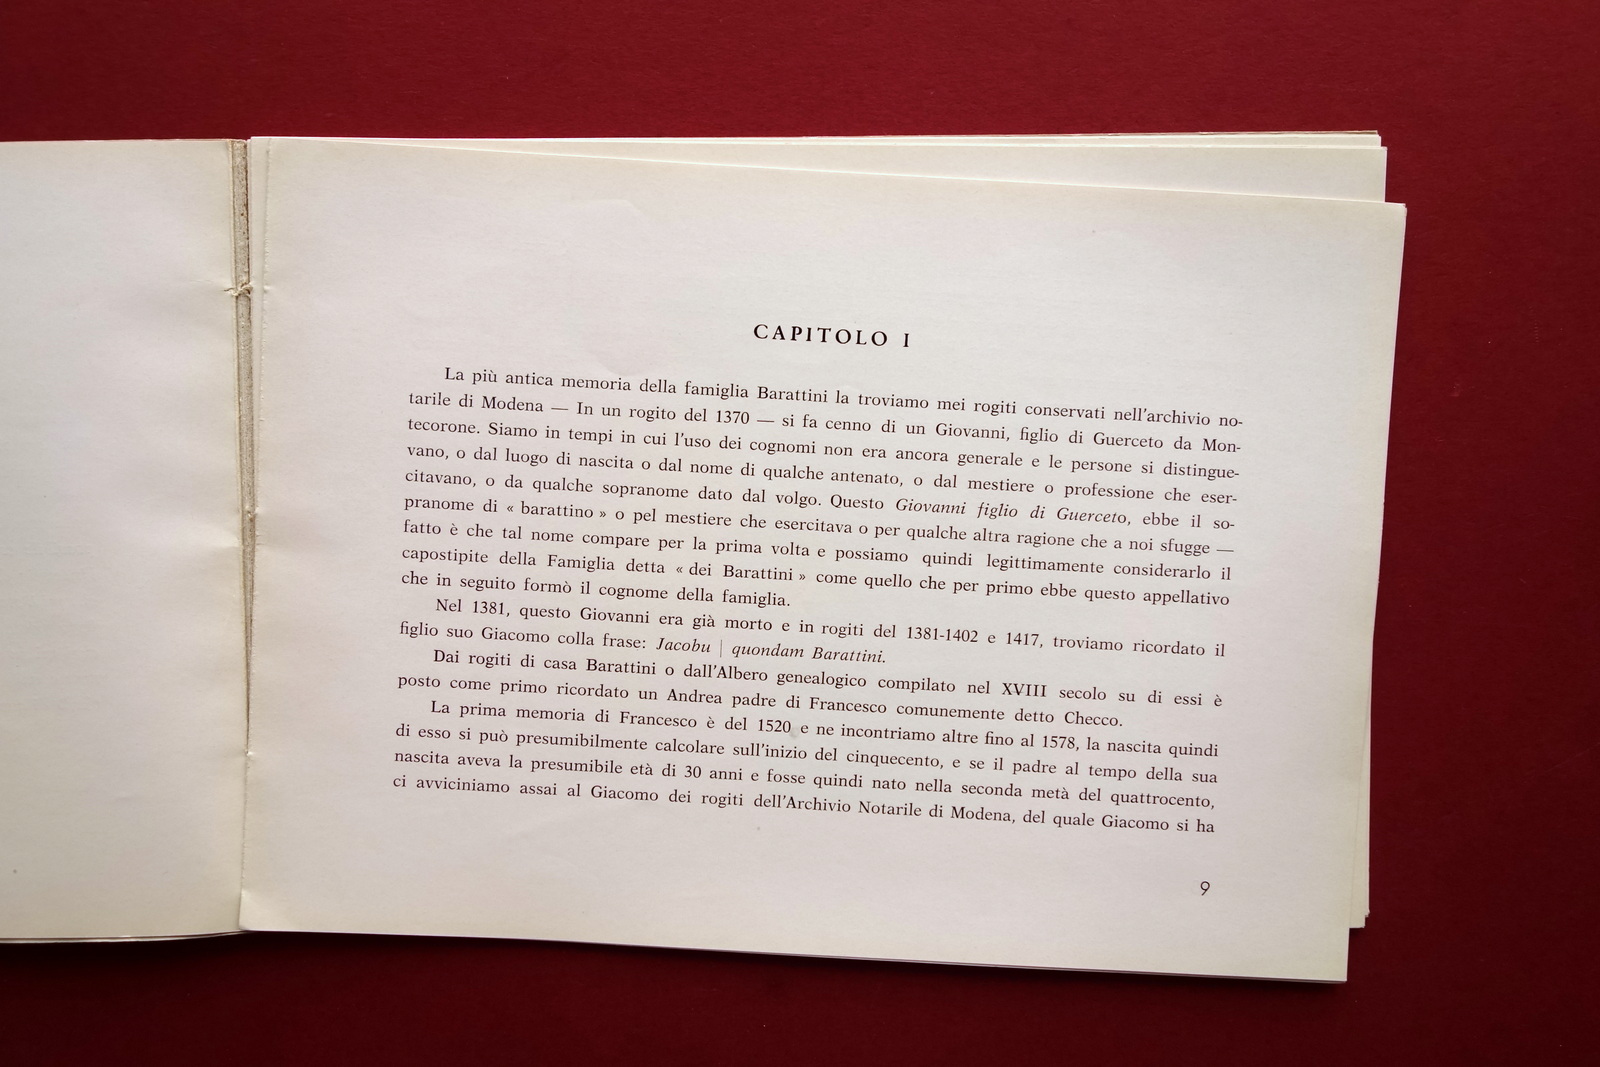 CAPITOLO I
La più antica memoria della famiglia Barattini la troviamo mei rogiti conservati nell'archivio no-
tarile di Modena — In un rogito del 1370 — si fa cenno di un Giovanni, figlio di Guerceto da Mon-
tecorone. Siamo in tempi in cui l'uso dei cognomi non era ancora generale e le persone si distingue-
vano, o dal luogo di nascita o dal nome di qualche antenato, o dal mestiere o professione che eser-
citavano, o da qualche sopranome dato dal volgo. Questo Giovanni figlio di Guerceto, ebbe il so-
pranome di « barattino » o pel mestiere che esercitava o per qualche altra ragione che a noi sfugge —
fatto è che tal nome compare per la prima volta e possiamo quindi legittimamente considerarlo il
capostipite della Famiglia detta « dei Barattini » come quello che per primo ebbe questo appellativo
che in seguito formò il cognome della famiglia.
Nel 1381, questo Giovanni era già morto e in rogiti del 1381-1402 e 1417, troviamo ricordato il
figlio suo Giacomo colla frase: Jacobu | quondam Barattini.
Dai rogiti di casa Barattini o dall'Albero genealogico compilato nel XVIII secolo su di essi è
posto come primo ricordato un Andrea padre di Francesco comunemente detto Checco.
La prima memoria di Francesco è del 1520 e ne incontriamo altre fino al 1578, la nascita quindi
di esso si può presumibilmente calcolare sull'inizio del cinquecento, e se il padre al tempo della sua
nascita aveva la presumibile età di 30 anni e fosse quindi nato nella seconda metà del quattrocento,
ci avviciniamo assai al Giacomo dei rogiti dell'Archivio Notarile di Modena, del quale Giacomo si ha
9